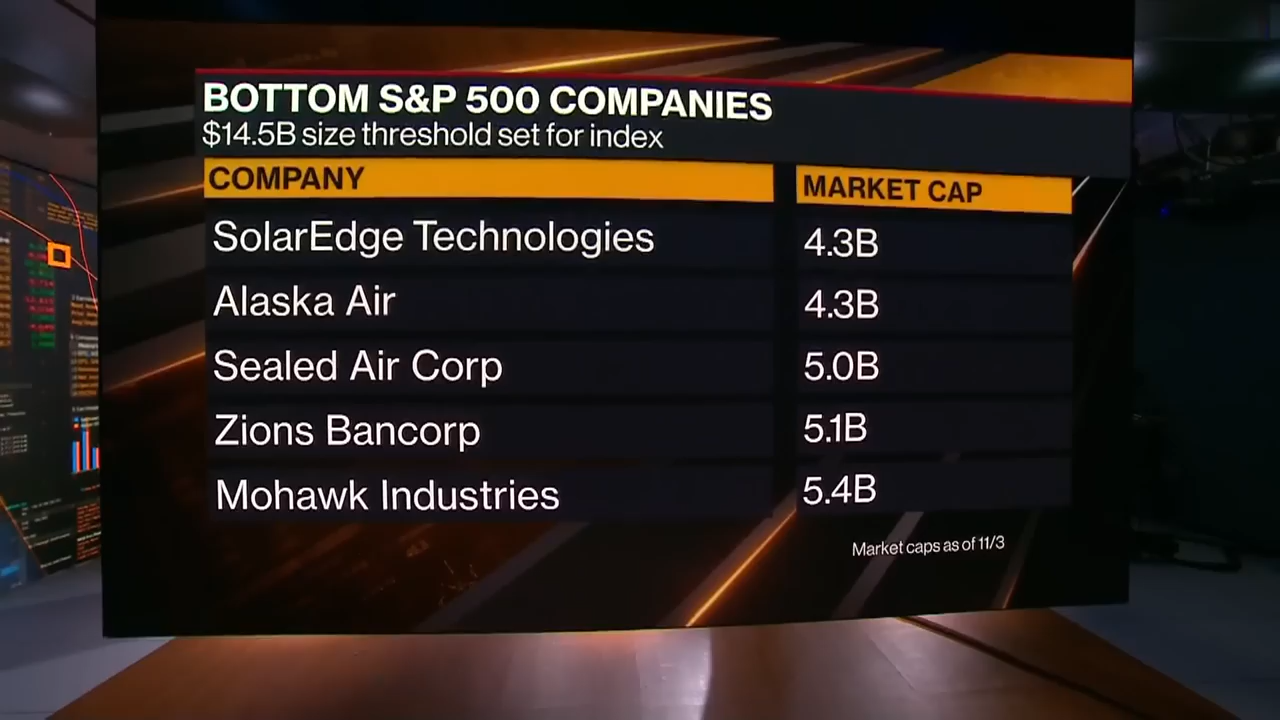 BOTTOM S&P 500 COMPANIES
$14.5B size threshold set for index
COMPANY MARKET CAP
SolarEdge Technologies 4.3B
Alaska Air 4.3B
Sealed Air Corp 5.0B
Zions Bancorp 5.1B
Mohawk Industries 5.4B
Market caps as of 11/3